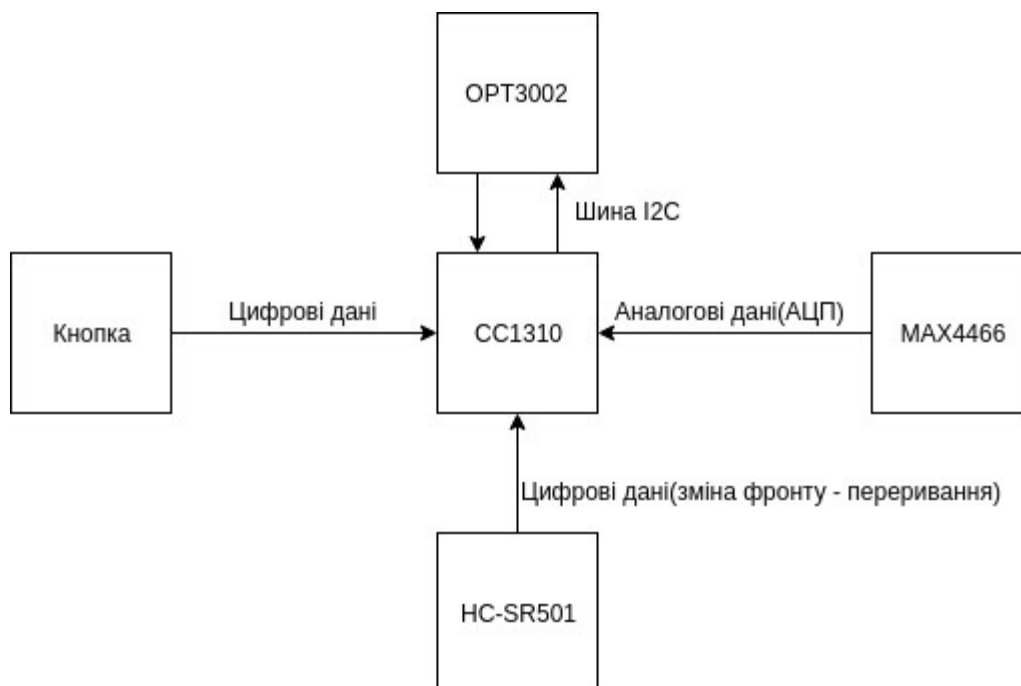 OPT3002
Шина I2C
Кнопка
Цифрові дані
CC1310
Аналогові дані(АЦП)
MAX4466
Цифрові дані(зміна фронту - переривання)
HC-SR501